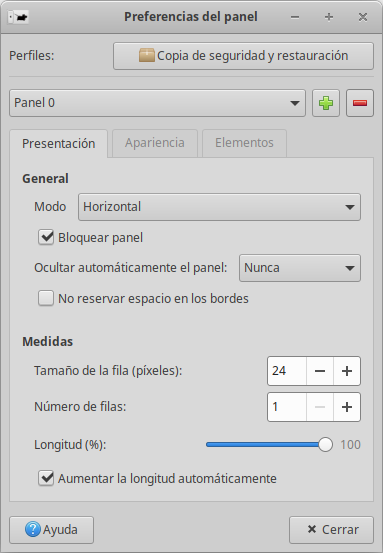 Preferencias del panel
Perfiles:
Copia de seguridad y restauración
Panel 0
Presentación Apariencia Elementos
General
Modo Horizontal
Bloquear panel
Ocultar automáticamente el panel: Nunca
No reservar espacio en los bordes
Medidas
Tamaño de la fila (píxeles): 24
Número de filas: 1
Longitud (%): 100
Aumentar la longitud automáticamente
Ayuda Cerrar